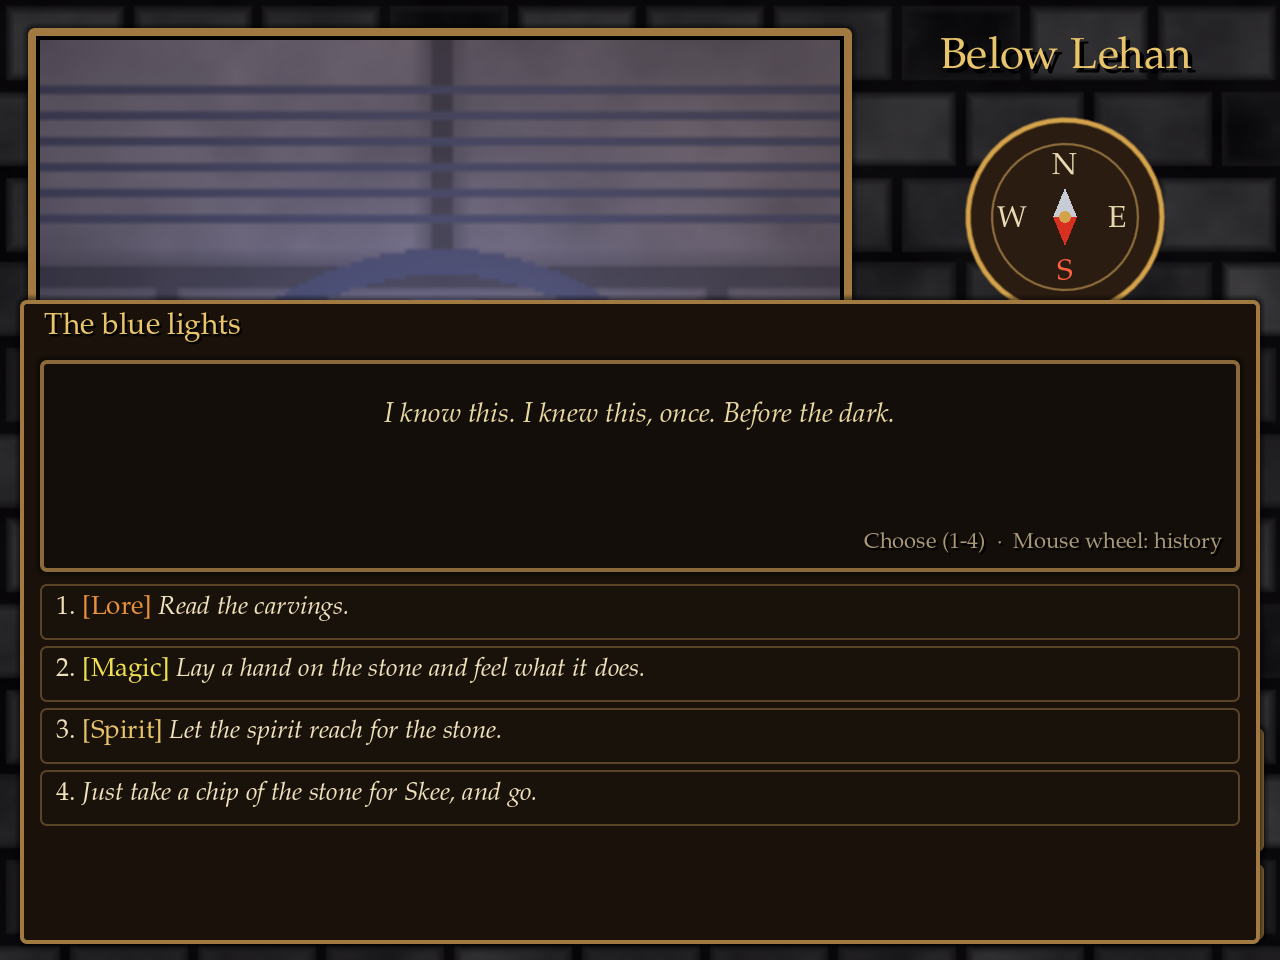 Below Lehan
N
W E
S
The blue lights
I know this. I knew this, once. Before the dark.
Choose (1-4) · Mouse wheel: history
1. [Lore] Read the carvings.
2. [Magic] Lay a hand on the stone and feel what it does.
3. [Spirit] Let the spirit reach for the stone.
4. Just take a chip of the stone for Skee, and go.